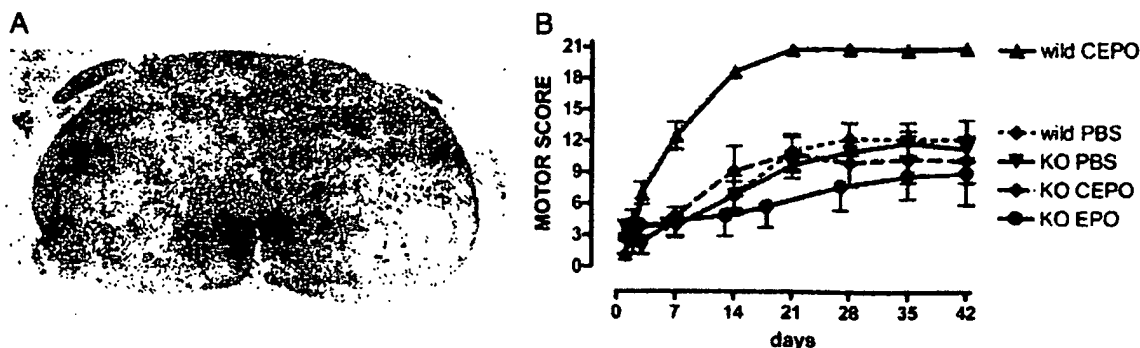 A
B
MOTOR SCORE
21
18
15
12
9
6
3
0
0 7 14 21 28 35 42
days
wild CEPO
wild PBS
KO PBS
KO CEPO
KO EPO